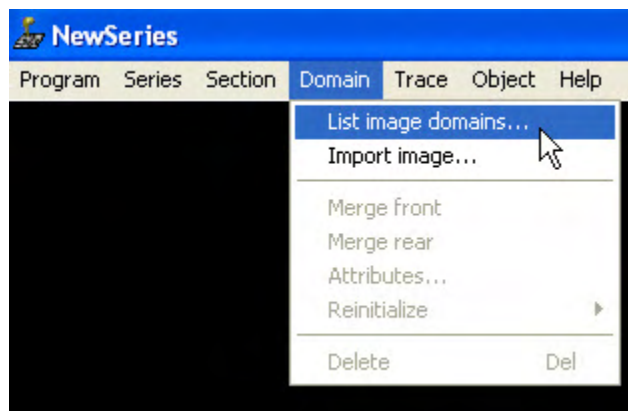 NewSeries
Program Series Section Domain Trace Object Help
List image domains...
Import image...
Merge front
Merge rear
Attributes...
Reinitialize
Delete Del